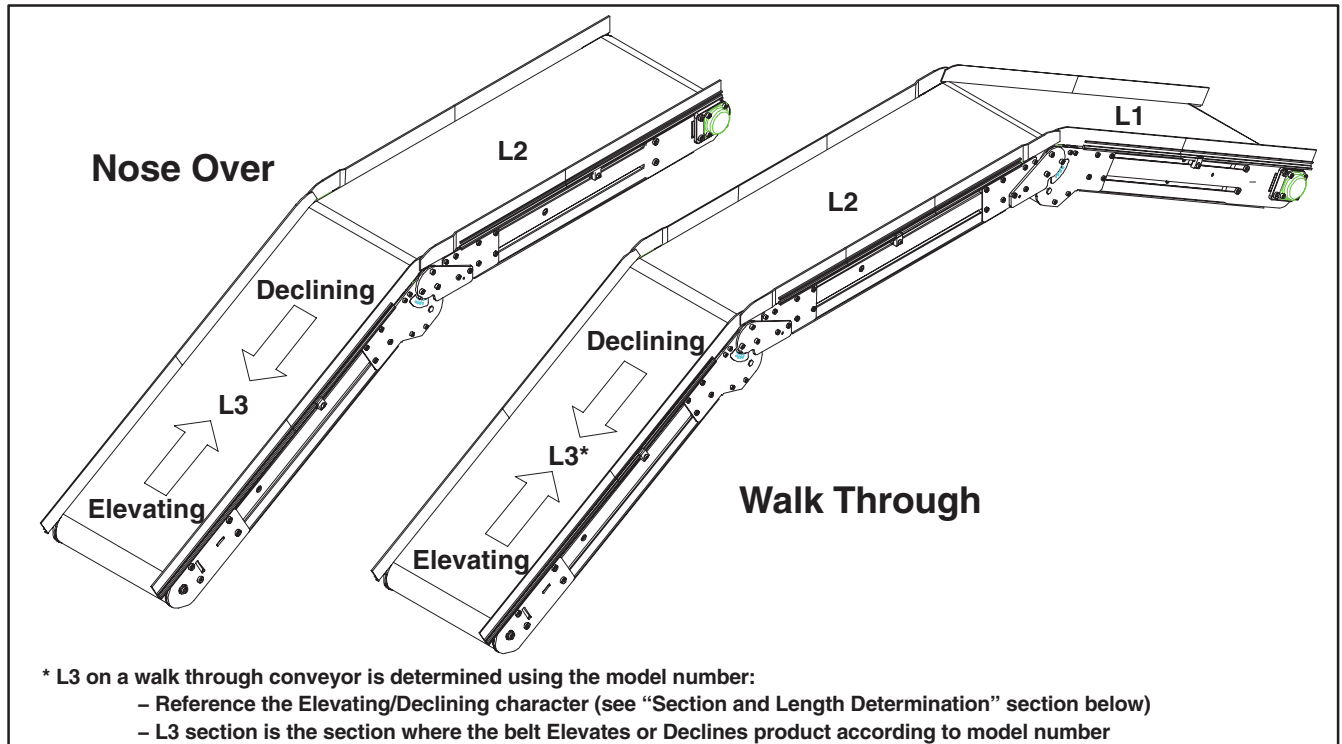 Nose Over
L2
Declining
L3
Elevating
L1
L2
Declining
L3*
Elevating
Walk Through
* L3 on a walk through conveyor is determined using the model number:
– Reference the Elevating/Declining character (see “Section and Length Determination” section below)
– L3 section is the section where the belt Elevates or Declines product according to model number